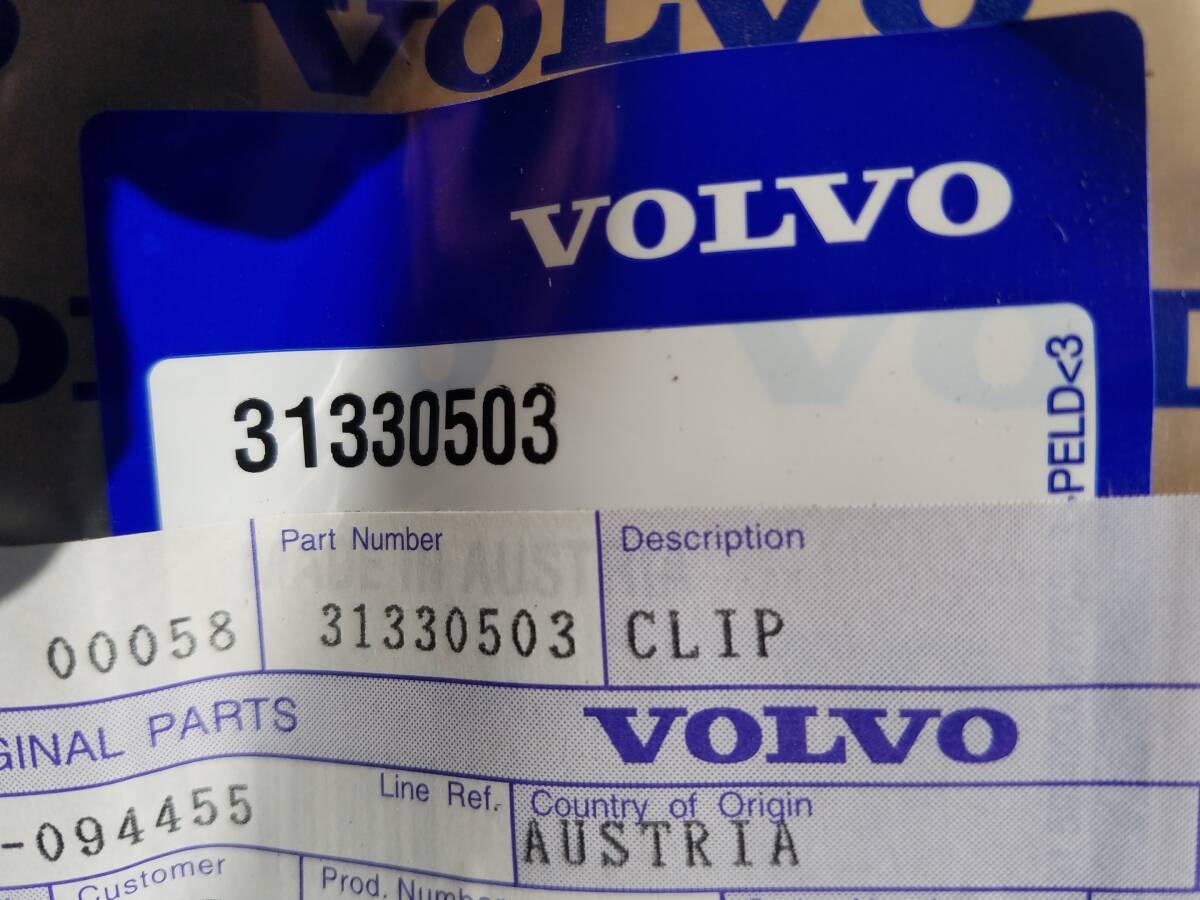 VOLVO
VOLVO
31330503
PELD<3
Part Number
Description
00058
31330503
CLIP
GINAL PARTS
VOLVO
-094455
Line Ref.
Country of Origin
AUSTRIA
Customer
Prod. Number